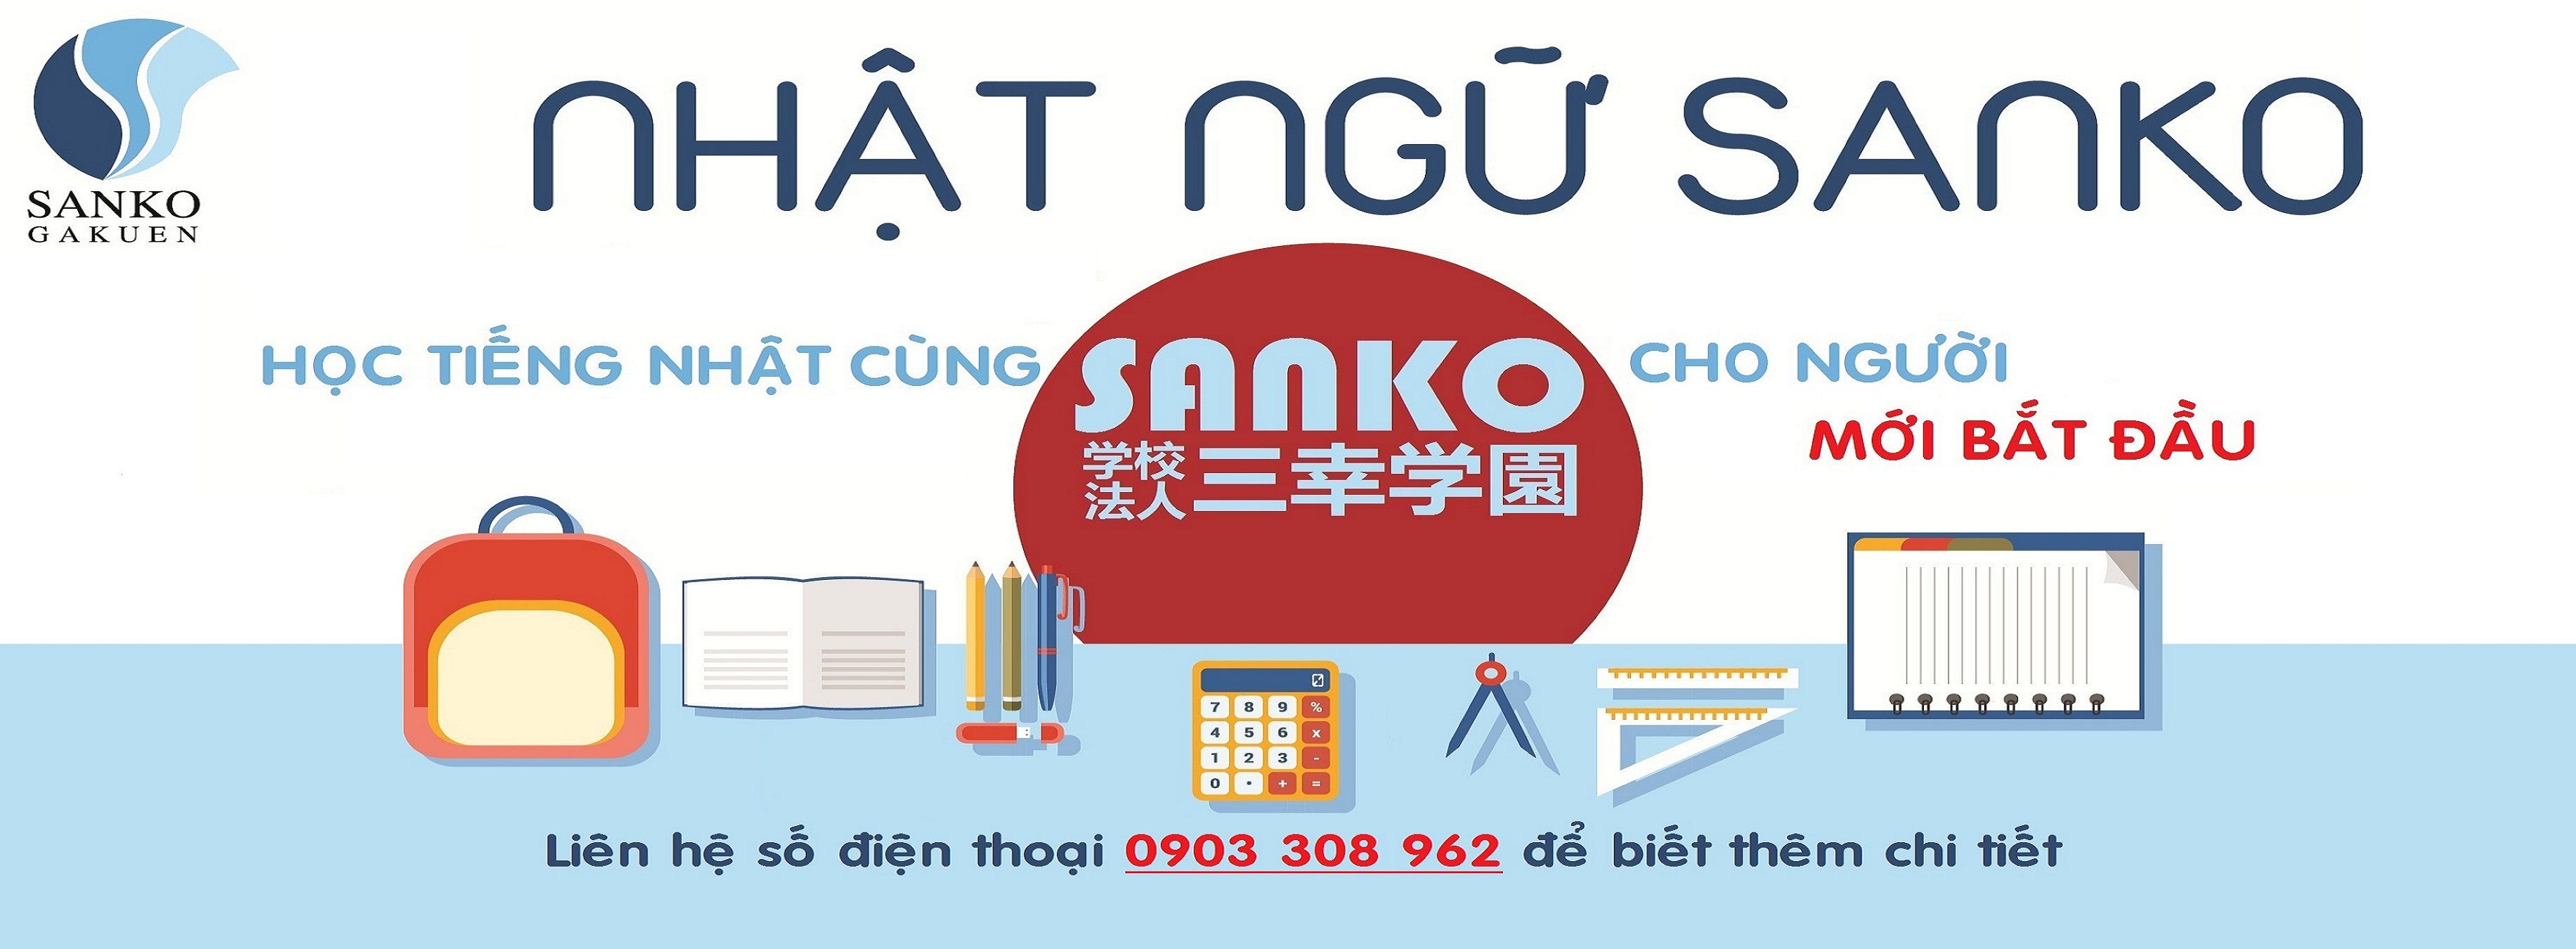 SANKO
GAKUEN
NHẬT NGỮ SANKO
HỌC TIẾNG NHẬT CÙNG
SANKO
学校
法人
三幸学園
CHO NGƯỜI
MỚI BẮT ĐẦU
0
7 8 9 %
4 5 6 x
1 2 3 -
0 . + =
Liên hệ số điện thoại 0903 308 962 để biết thêm chi tiết